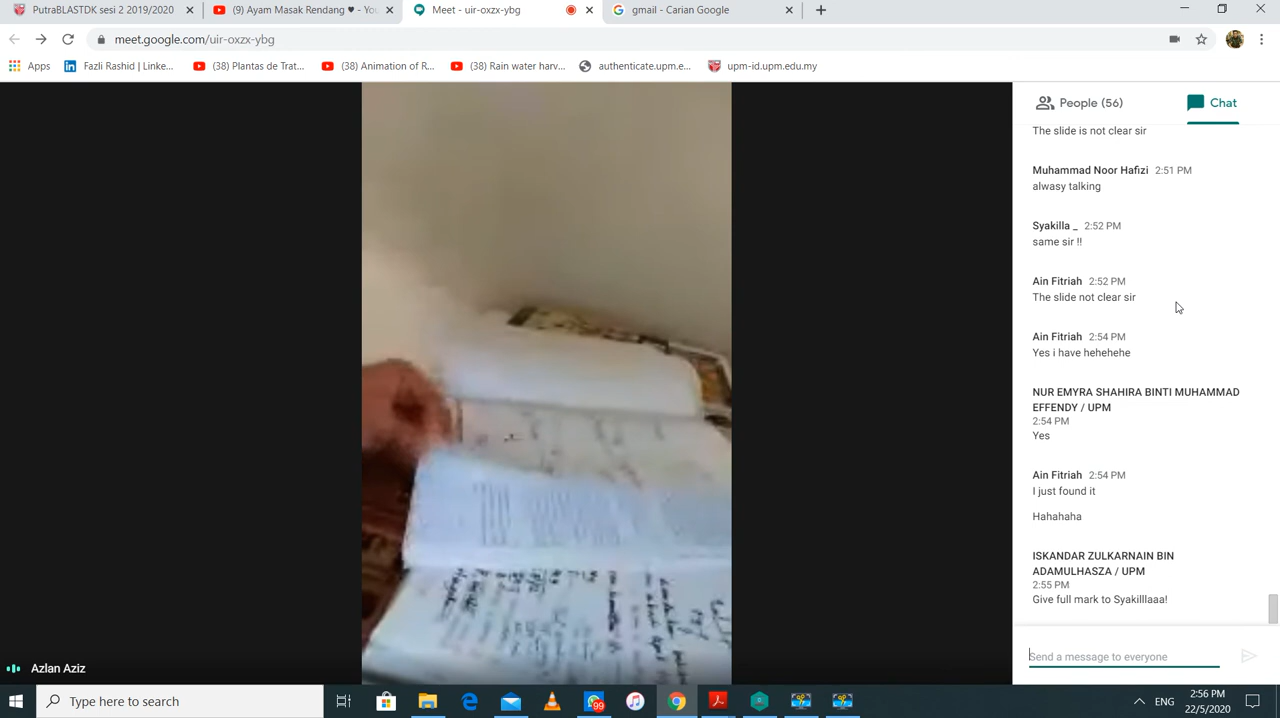 PutraBLASTDK sesi 2 2019/2020
(9) Ayam Masak Rendang ♥ - Yo
Meet - uir-oxzx-ybg
gmail - Carian Google
meet.google.com/uir-oxzx-ybg
Apps
Fazli Rashid | Linke...
(38) Plantas de Trat...
(38) Animation of R...
(38) Rain water harv...
authenticate.upm.e...
upm-id.upm.edu.my
People (56)
Chat
The slide is not clear sir
Muhammad Noor Hafizi 2:51 PM
alwasy talking
Syakilla _ 2:52 PM
same sir !!
Ain Fitriah 2:52 PM
The slide not clear sir
Ain Fitriah 2:54 PM
Yes i have hehehehe
NUR EMYRA SHAHIRA BINTI MUHAMMAD
EFFENDY / UPM
2:54 PM
Yes
Ain Fitriah 2:54 PM
I just found it
Hahahaha
ISKANDAR ZULKARNAIN BIN
ADAMULHASZA / UPM
2:55 PM
Give full mark to Syakilllaaa!
Send a message to everyone
Azlan Aziz
Type here to search
99
ENG
2:56 PM
22/5/2020